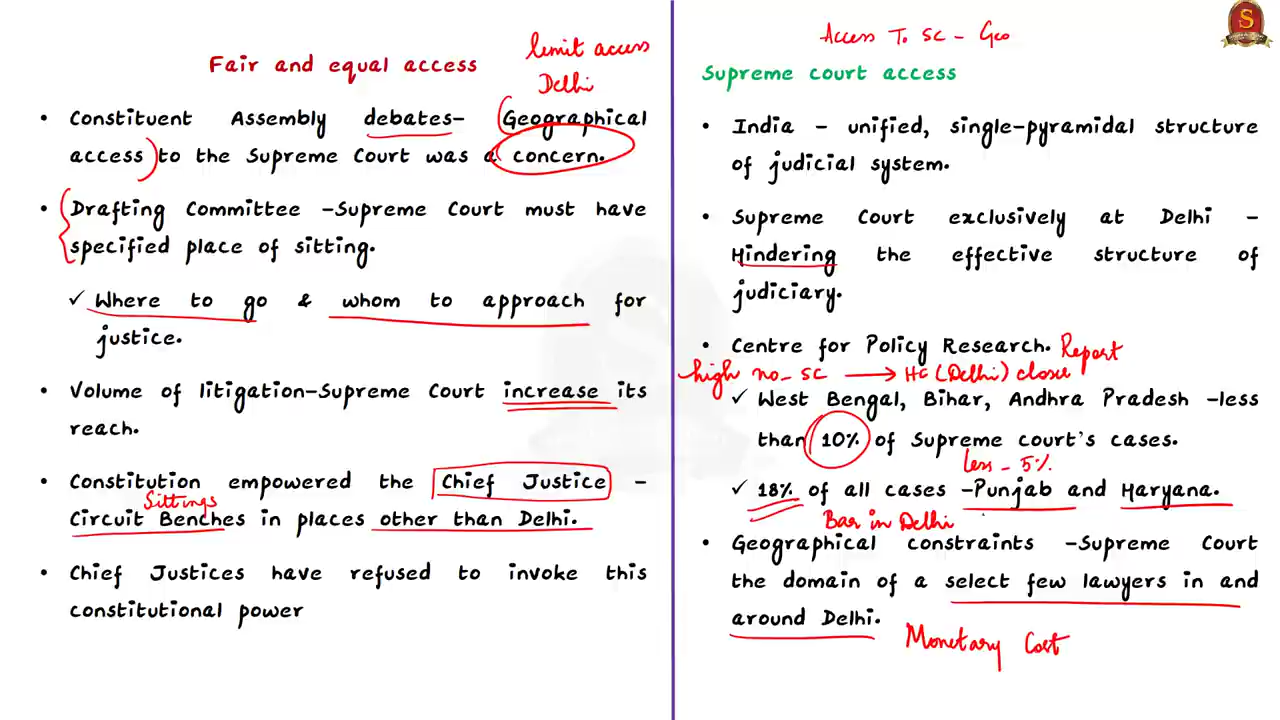 limit access
Fair and equal access
Delhi
• Constituent Assembly debates- Geographical
access to the Supreme Court was a concern.
• Drafting Committee -Supreme Court must have
specified place of sitting.
✓ Where to go & whom to approach for
justice.
• Volume of litigation-Supreme Court increase its
reach.
• Constitution empowered the Chief Justice -
Sittings
Circuit Benches in places other than Delhi.
• Chief Justices have refused to invoke this
constitutional power
S
Access To SC - Geo
Supreme court access
• India - unified, single-pyramidal structure
of judicial system.
• Supreme Court exclusively at Delhi -
Hindering the effective structure of
judiciary.
• Centre for Policy Research. Report
high no - SC → HC (Delhi) close
✓ West Bengal, Bihar, Andhra Pradesh -less
than 10% of Supreme court's cases.
less - 5%
✓ 18% of all cases -Punjab and Haryana.
Bar in Delhi
• Geographical constraints -Supreme Court
the domain of a select few lawyers in and
around Delhi.
Monetary Cost